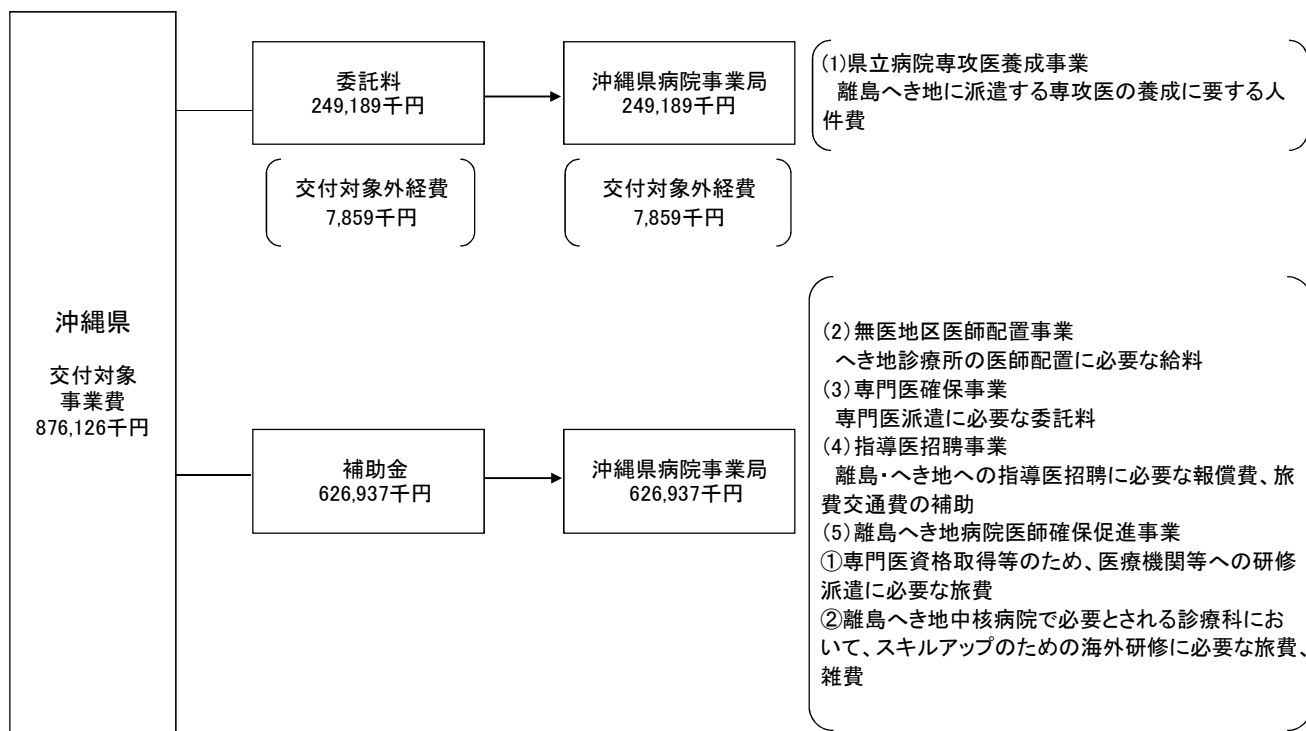 沖縄県
交付対象
事業費
876,126千円
委託料
249,189千円
沖縄県病院事業局
249,189千円
(1)県立病院専攻医養成事業
離島へき地に派遣する専攻医の養成に要する人
件費
交付対象外経費
7,859千円
交付対象外経費
7,859千円
補助金
626,937千円
沖縄県病院事業局
626,937千円
(2)無医地区医師配置事業
へき地診療所の医師配置に必要な給料
(3)専門医確保事業
専門医派遣に必要な委託料
(4)指導医招聘事業
離島・へき地への指導医招聘に必要な報償費、旅
費交通費の補助
(5)離島へき地病院医師確保促進事業
①専門医資格取得等のため、医療機関等への研修
派遣に必要な旅費
②離島へき地中核病院で必要とされる診療科にお
いて、スキルアップのための海外研修に必要な旅費、
雑費